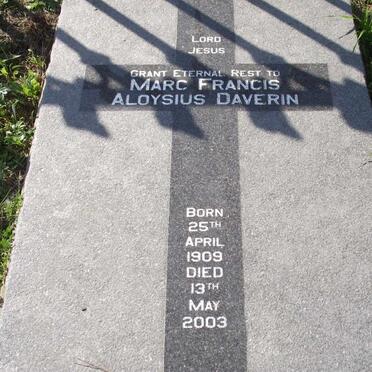 Lord
Jesus
Grant Eternal Rest to
Marc Francis
Aloysius Daverin
Born
25th
April
1909
Died
13th
May
2003